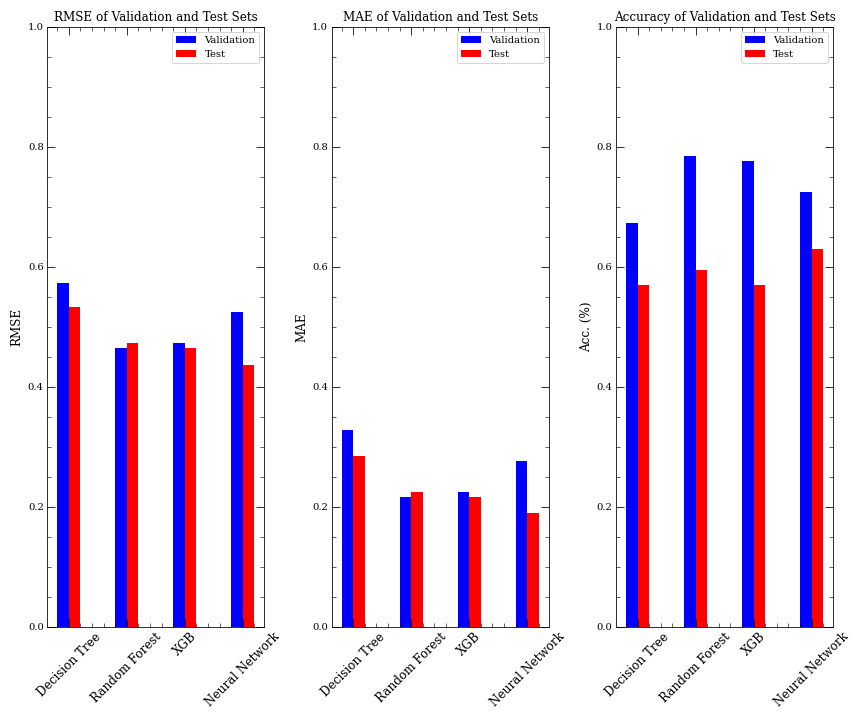 RMSE of Validation and Test Sets
1.0
0.8
0.6
0.4
0.2
0.0
RMSE
Validation
Test
Decision Tree
Random Forest
XGB
Neural Network
MAE of Validation and Test Sets
1.0
0.8
0.6
0.4
0.2
0.0
MAE
Validation
Test
Decision Tree
Random Forest
XGB
Neural Network
Accuracy of Validation and Test Sets
1.0
0.8
0.6
0.4
0.2
0.0
Acc. (%)
Validation
Test
Decision Tree
Random Forest
XGB
Neural Network